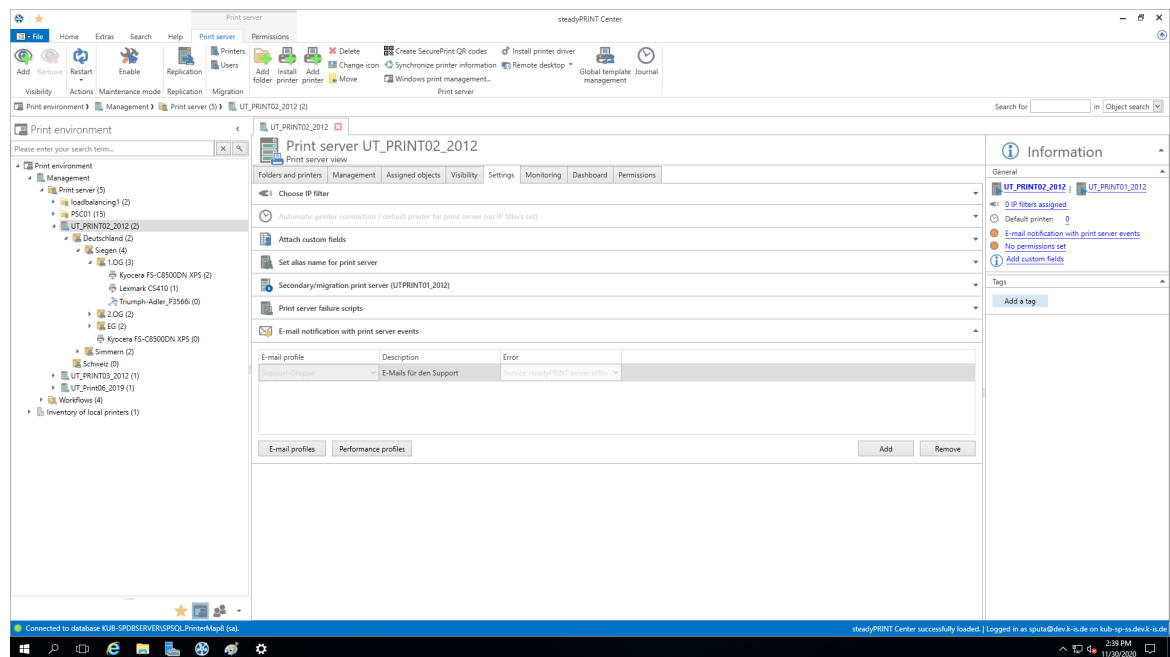 Print server
steadyPRINT Center
File Home Extras Search Help Print server Permissions
Add Remove Restart Enable Replication Printers Users
Add folder Install printer Add printer
Delete
Change icon
Move
Create SecurePrint QR codes
Synchronize printer information
Windows print management...
Install printer driver
Remote desktop
Global template management
Journal
Visibility Actions Maintenance mode Replication Migration Print server
Print environment Management Print server (5) UT_PRINT02_2012 (2)
Search for in Object search
Print environment
Please enter your search term...
Print environment
Management
Print server (5)
loadbalancing1 (2)
PSC01 (15)
UT_PRINT02_2012 (2)
Deutschland (2)
Siegen (4)
1.OG (3)
Kyocera FS-C8500DN XPS (2)
Lexmark CS410 (1)
Triumph-Adler_P3566i (0)
2.OG (2)
EG (2)
Kyocera FS-C8500DN XPS (0)
Simmern (2)
Schweiz (0)
UT_PRINT03_2012 (1)
UT_Print06_2019 (1)
Workflows (4)
Inventory of local printers (1)
UT_PRINT02_2012
Print server UT_PRINT02_2012
Print server view
Folders and printers Management Assigned objects Visibility Settings Monitoring Dashboard Permissions
Choose IP filter
Automatic printer connection / default printer for print server (no IP filters set)
Attach custom fields
Set alias name for print server
Secondary/migration print server (UTPRINT01_2012)
Print server failure scripts
E-mail notification with print server events
E-mail profile Description Error
Support-Gruppe E-Mails für den Support Service steadyPRINT server offlin
E-mail profiles Performance profiles Add Remove
Information
General
UT_PRINT02_2012 | UT_PRINT01_2012
0 IP filters assigned
Default printer: 0
E-mail notification with print server events
No permissions set
Add custom fields
Tags
Add a tag
Connected to database KUB-SPDBSERVER\SPSQL.PrinterMap8 (sa).
steadyPRINT Center successfully loaded. | Logged in as sputa@dev.k-is.de on kub-sp-ss.dev.k-is.de
2:39 PM
11/30/2020